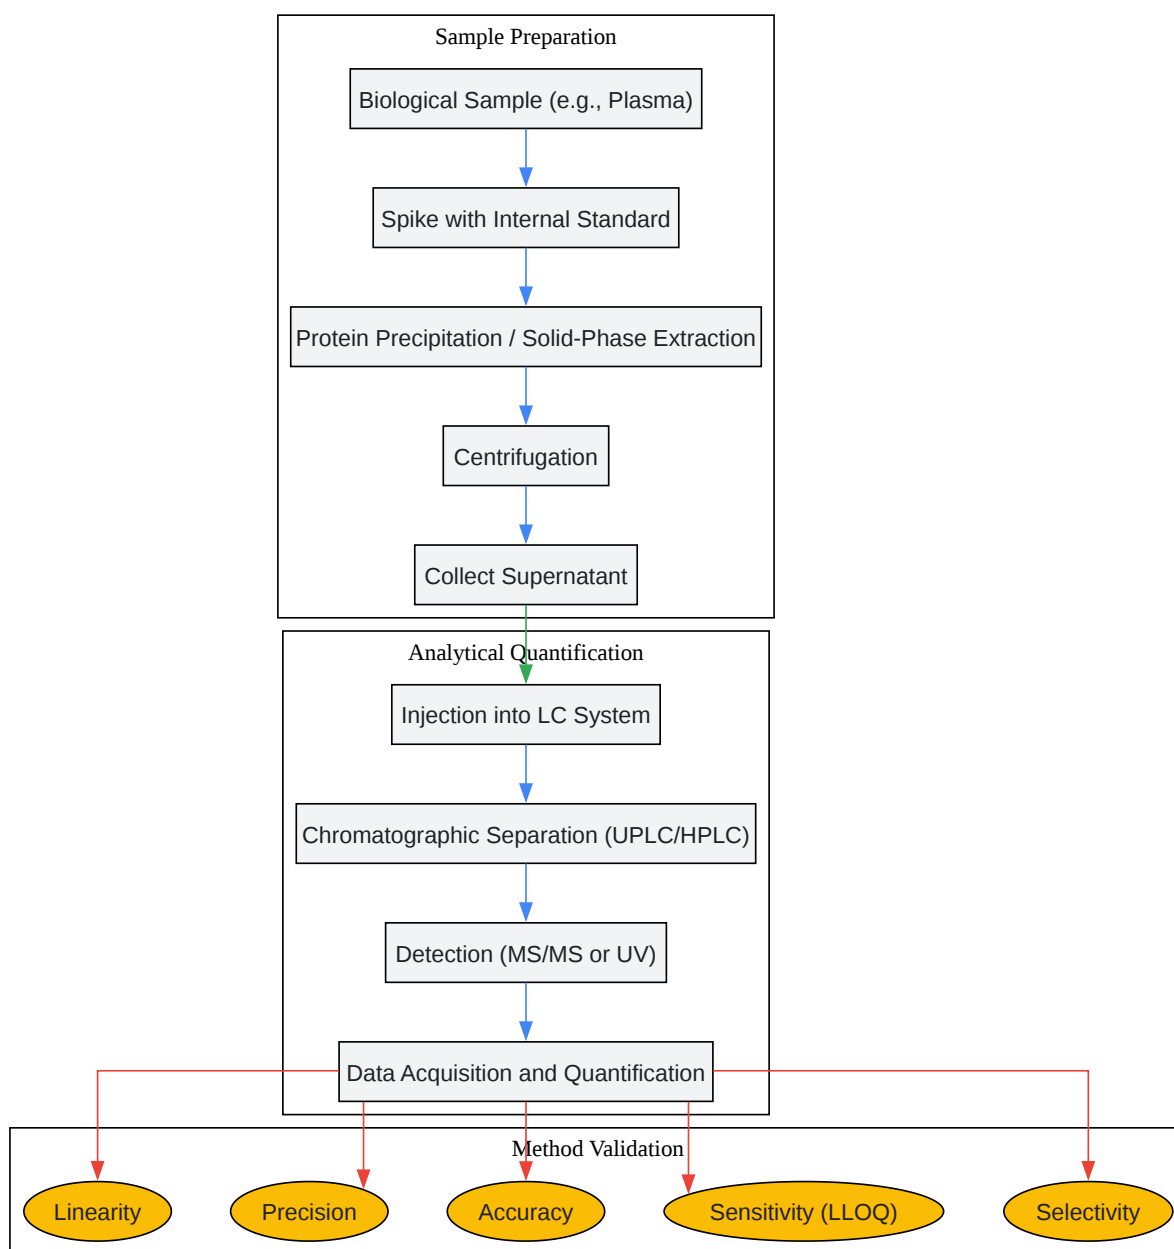 Sample Preparation
Biological Sample (e.g., Plasma)
Spike with Internal Standard
Protein Precipitation / Solid-Phase Extraction
Centrifugation
Collect Supernatant
Analytical Quantification
Injection into LC System
Chromatographic Separation (UPLC/HPLC)
Detection (MS/MS or UV)
Data Acquisition and Quantification
Method Validation
Linearity
Precision
Accuracy
Sensitivity (LLOQ)
Selectivity